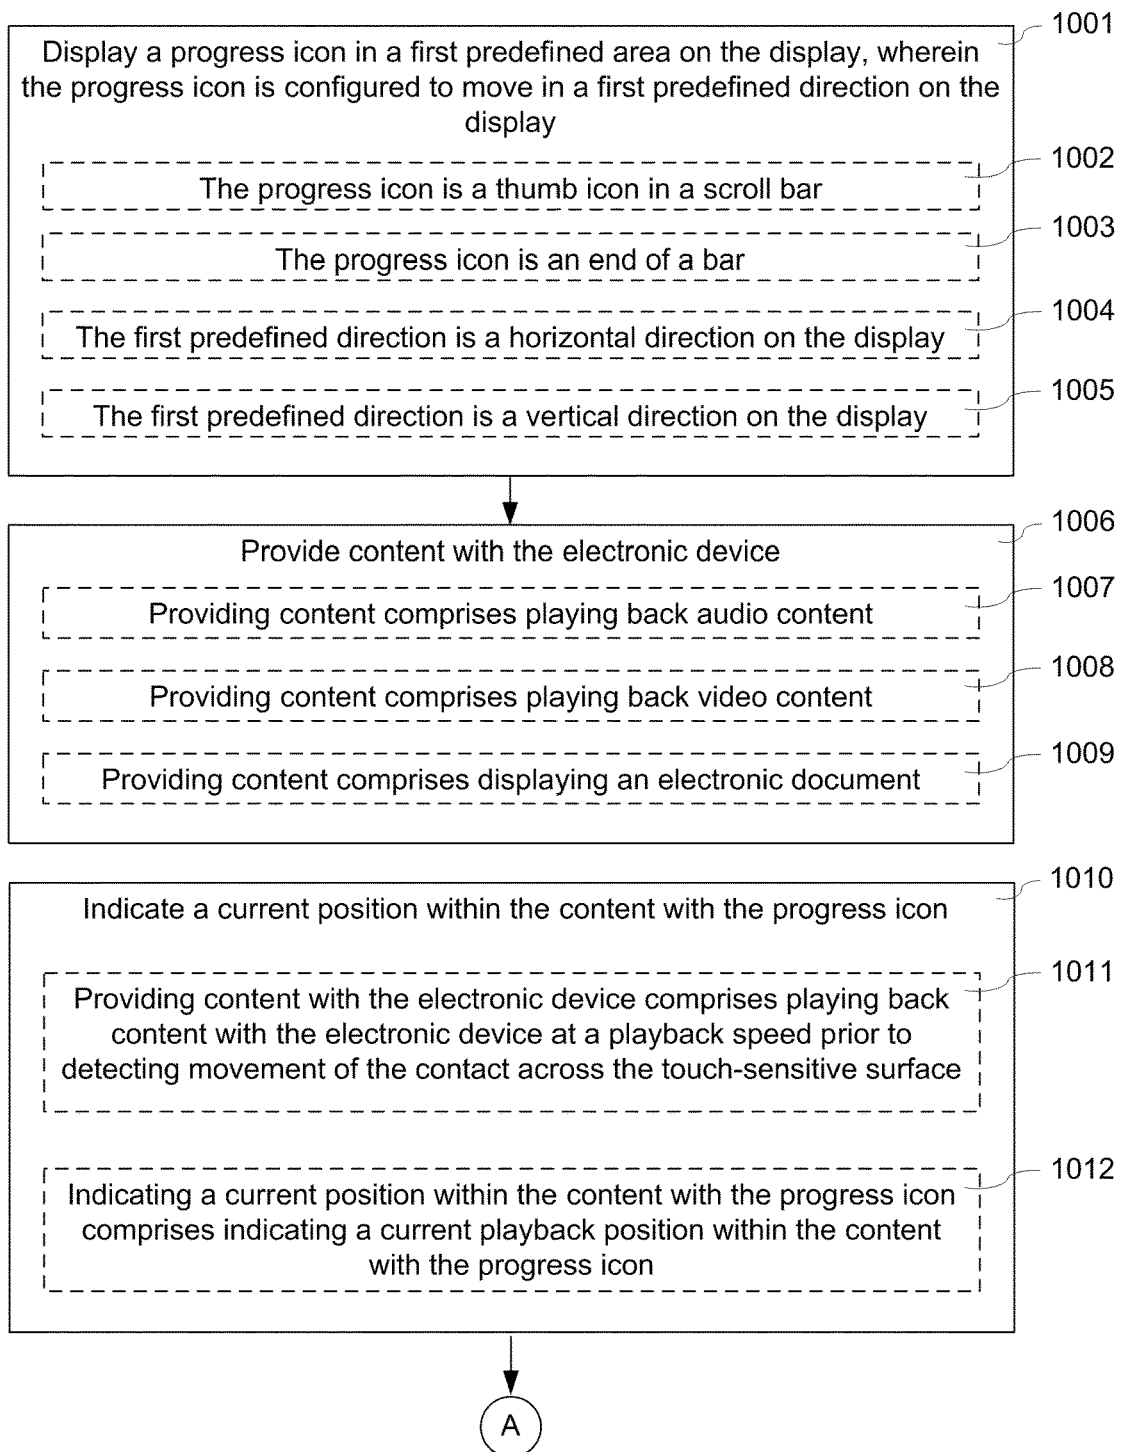 1001
Display a progress icon in a first predefined area on the display, wherein
the progress icon is configured to move in a first predefined direction on the
display
1002
The progress icon is a thumb icon in a scroll bar
1003
The progress icon is an end of a bar
1004
The first predefined direction is a horizontal direction on the display
1005
The first predefined direction is a vertical direction on the display
1006
Provide content with the electronic device
1007
Providing content comprises playing back audio content
1008
Providing content comprises playing back video content
1009
Providing content comprises displaying an electronic document
1010
Indicate a current position within the content with the progress icon
1011
Providing content with the electronic device comprises playing back
content with the electronic device at a playback speed prior to
detecting movement of the contact across the touch-sensitive surface
1012
Indicating a current position within the content with the progress icon
comprises indicating a current playback position within the content
with the progress icon
A